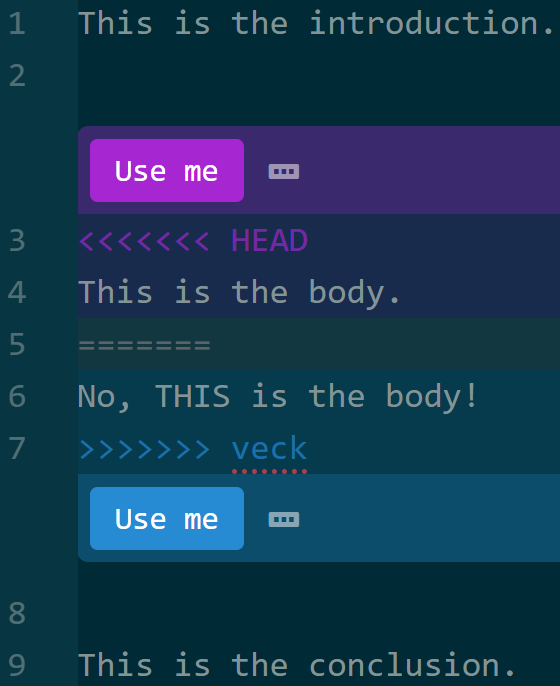 1 This is the introduction.
2
Use me
3 <<<<<<< HEAD
4 This is the body.
5 =======
6 No, THIS is the body!
7 >>>>>>> veck
Use me
8
9 This is the conclusion.